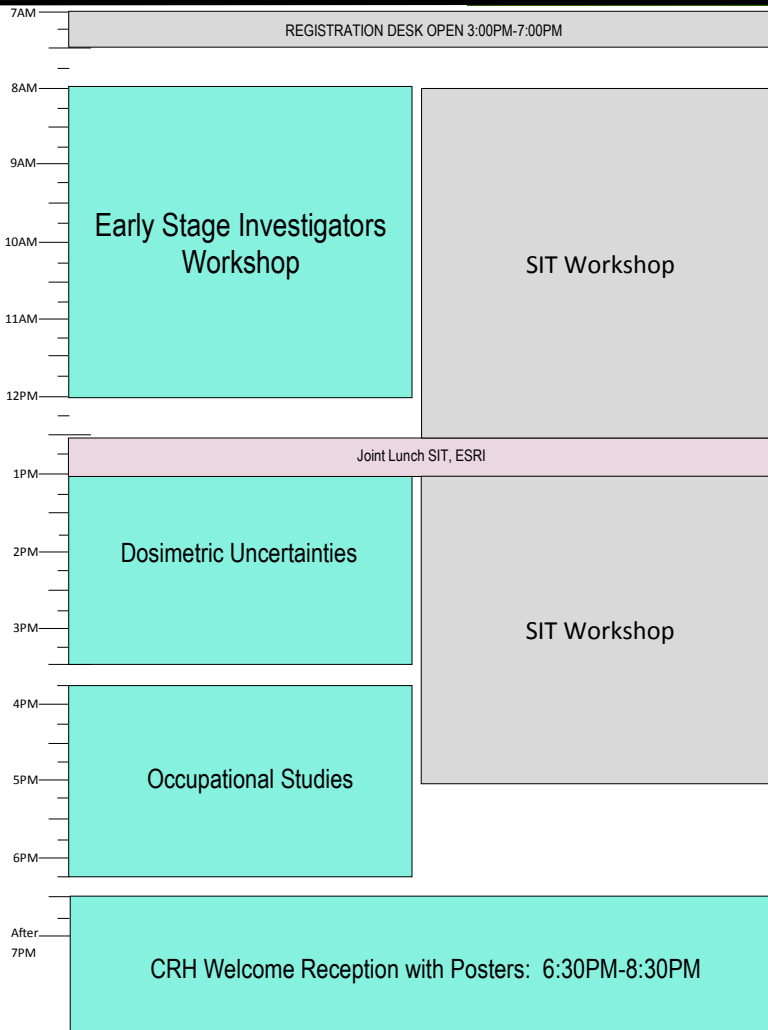 7AM
REGISTRATION DESK OPEN 3:00PM-7:00PM
8AM
9AM
Early Stage Investigators
Workshop
10AM
SIT Workshop
11AM
12PM
Joint Lunch SIT, ESRI
1PM
2PM
Dosimetric Uncertainties
3PM
SIT Workshop
4PM
5PM
Occupational Studies
6PM
After
7PM
CRH Welcome Reception with Posters: 6:30PM-8:30PM